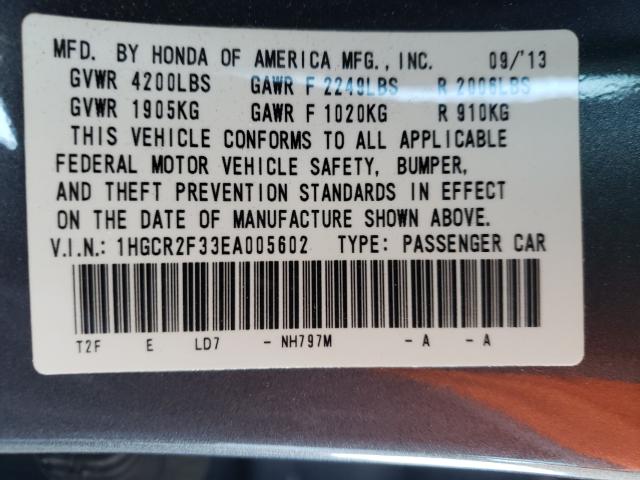 MFD. BY HONDA OF AMERICA MFG., INC. 09/'13
GVWR 4200LBS GAWR F 2249LBS R 2006LBS
GVWR 1905KG GAWR F 1020KG R 910KG
THIS VEHICLE CONFORMS TO ALL APPLICABLE
FEDERAL MOTOR VEHICLE SAFETY, BUMPER,
AND THEFT PREVENTION STANDARDS IN EFFECT
ON THE DATE OF MANUFACTURE SHOWN ABOVE.
V.I.N.: 1HGCR2F33EA005602 TYPE: PASSENGER CAR
T2F E LD7 - NH797M - A - A